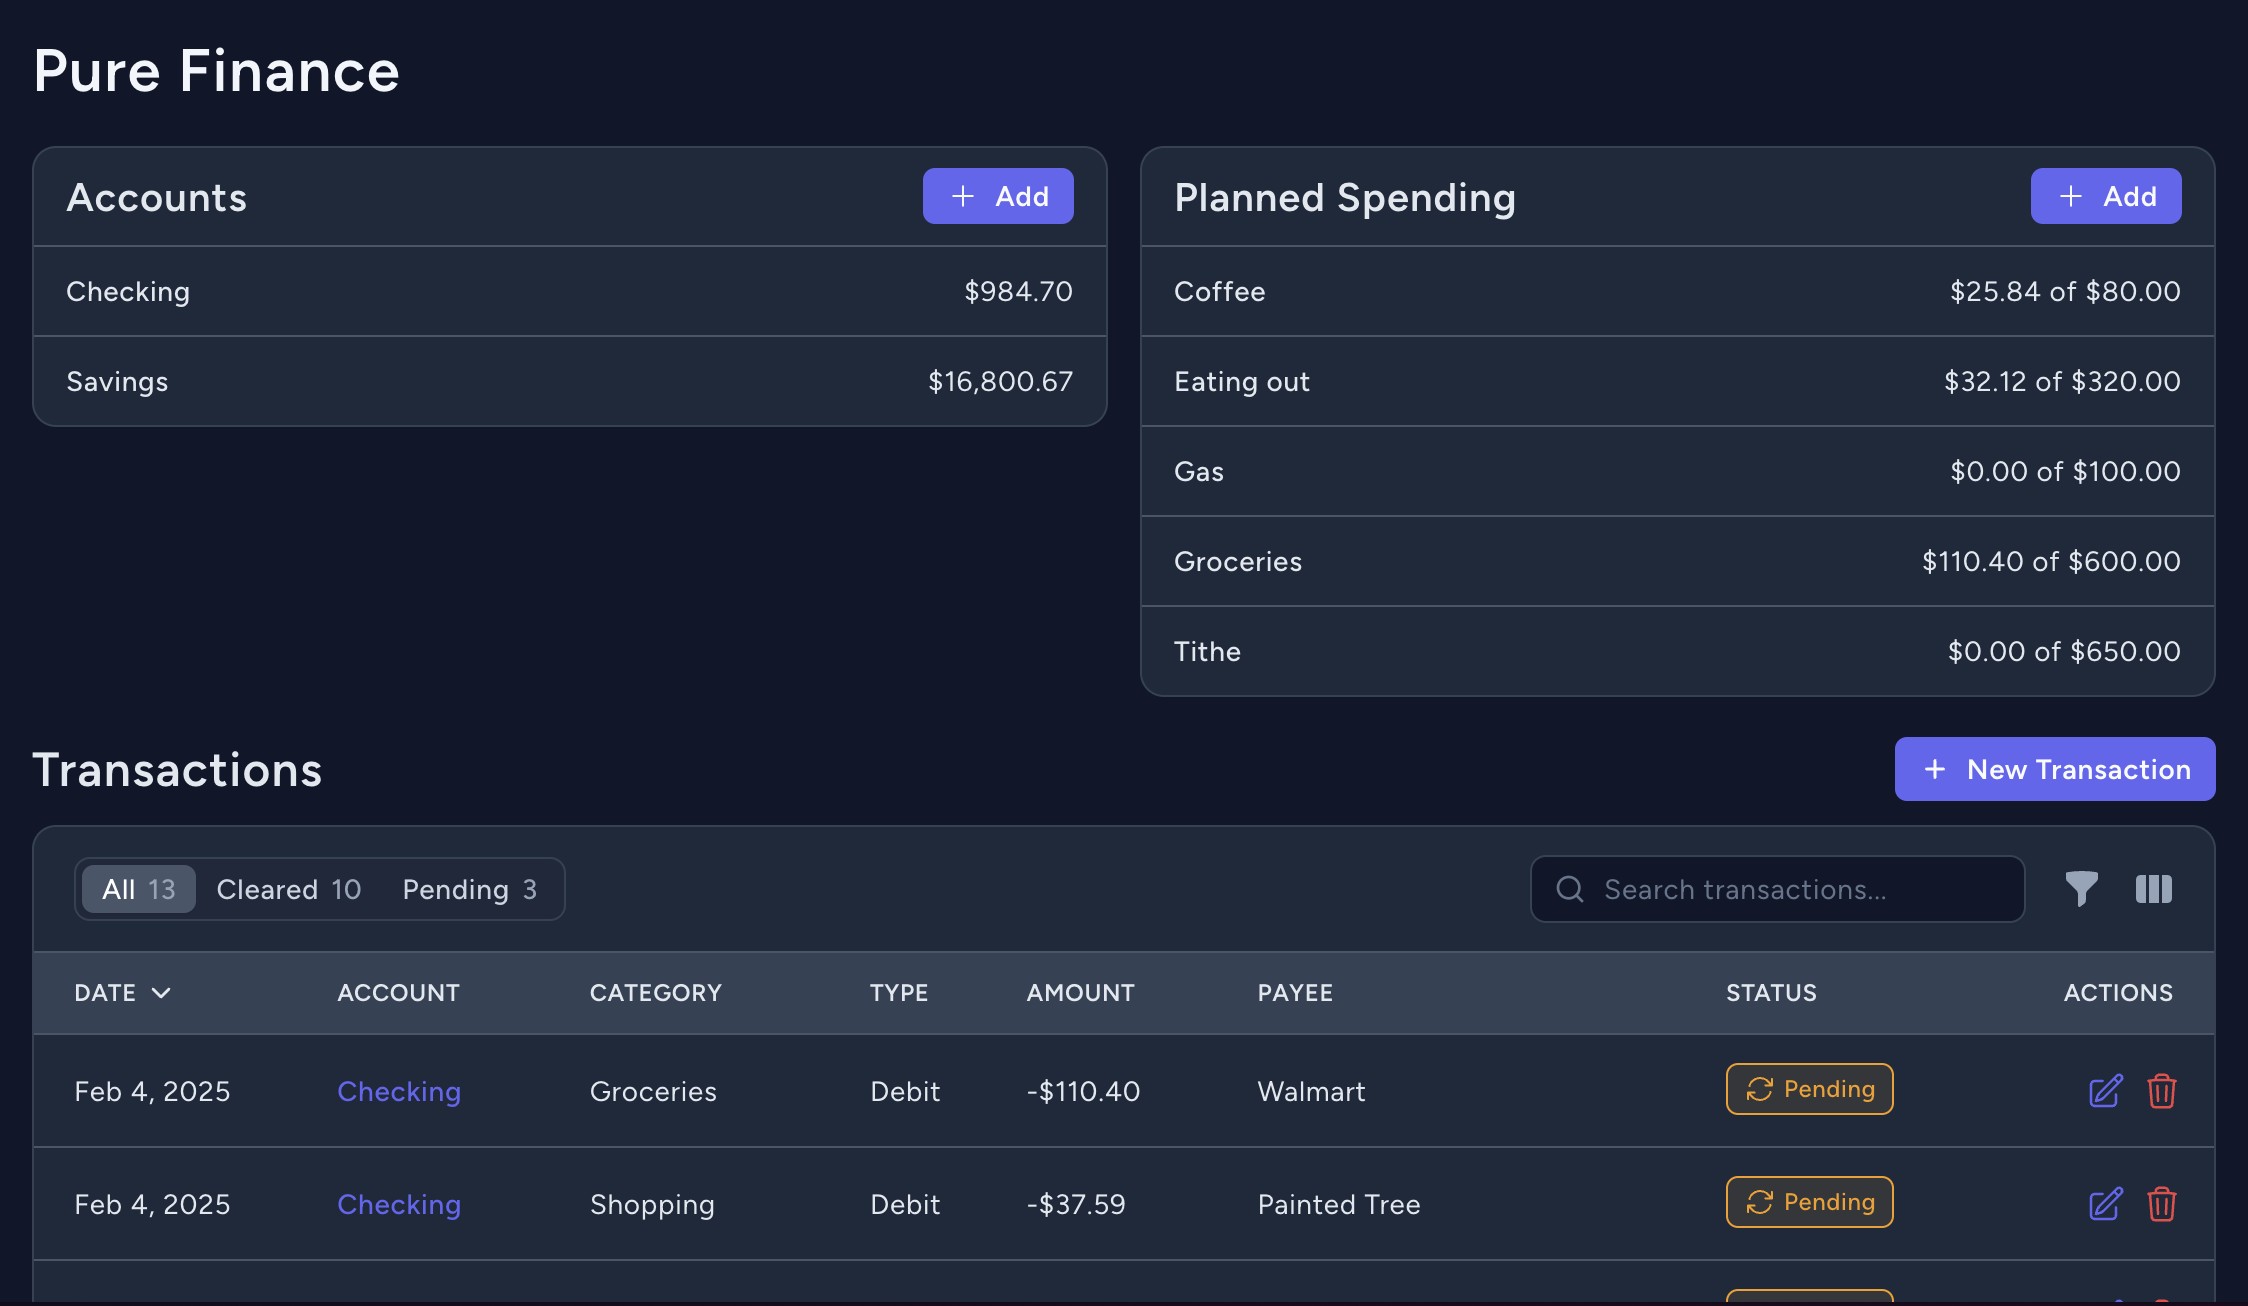 Pure Finance
Accounts
Add
Checking $984.70
Savings $16,800.67
Planned Spending
Add
Coffee $25.84 of $80.00
Eating out $32.12 of $320.00
Gas $0.00 of $100.00
Groceries $110.40 of $600.00
Tithe $0.00 of $650.00
Transactions
New Transaction
All 13 Cleared 10 Pending 3
Search transactions...
DATE ACCOUNT CATEGORY TYPE AMOUNT PAYEE STATUS ACTIONS
Feb 4, 2025 Checking Groceries Debit -$110.40 Walmart Pending
Feb 4, 2025 Checking Shopping Debit -$37.59 Painted Tree Pending